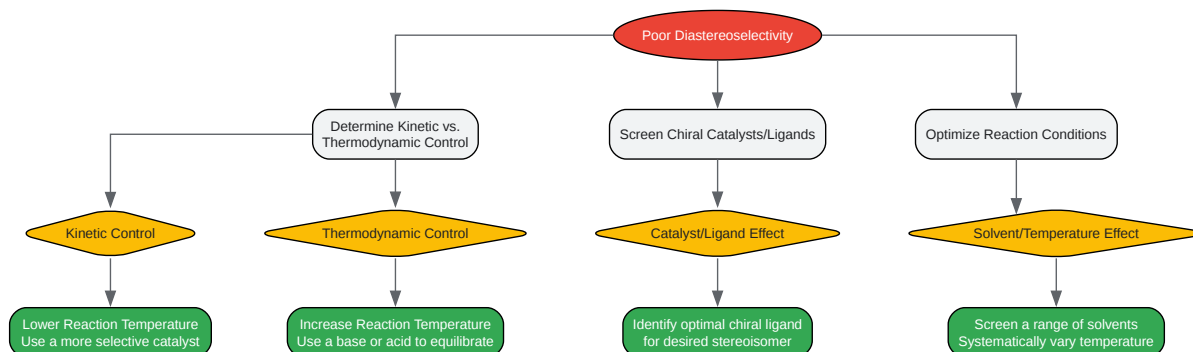 Poor Diastereoselectivity
Determine Kinetic vs.
Thermodynamic Control
Screen Chiral Catalysts/Ligands
Optimize Reaction Conditions
Kinetic Control
Thermodynamic Control
Catalyst/Ligand Effect
Solvent/Temperature Effect
Lower Reaction Temperature
Use a more selective catalyst
Increase Reaction Temperature
Use a base or acid to equilibrate
Identify optimal chiral ligand
for desired stereoisomer
Screen a range of solvents
Systematically vary temperature